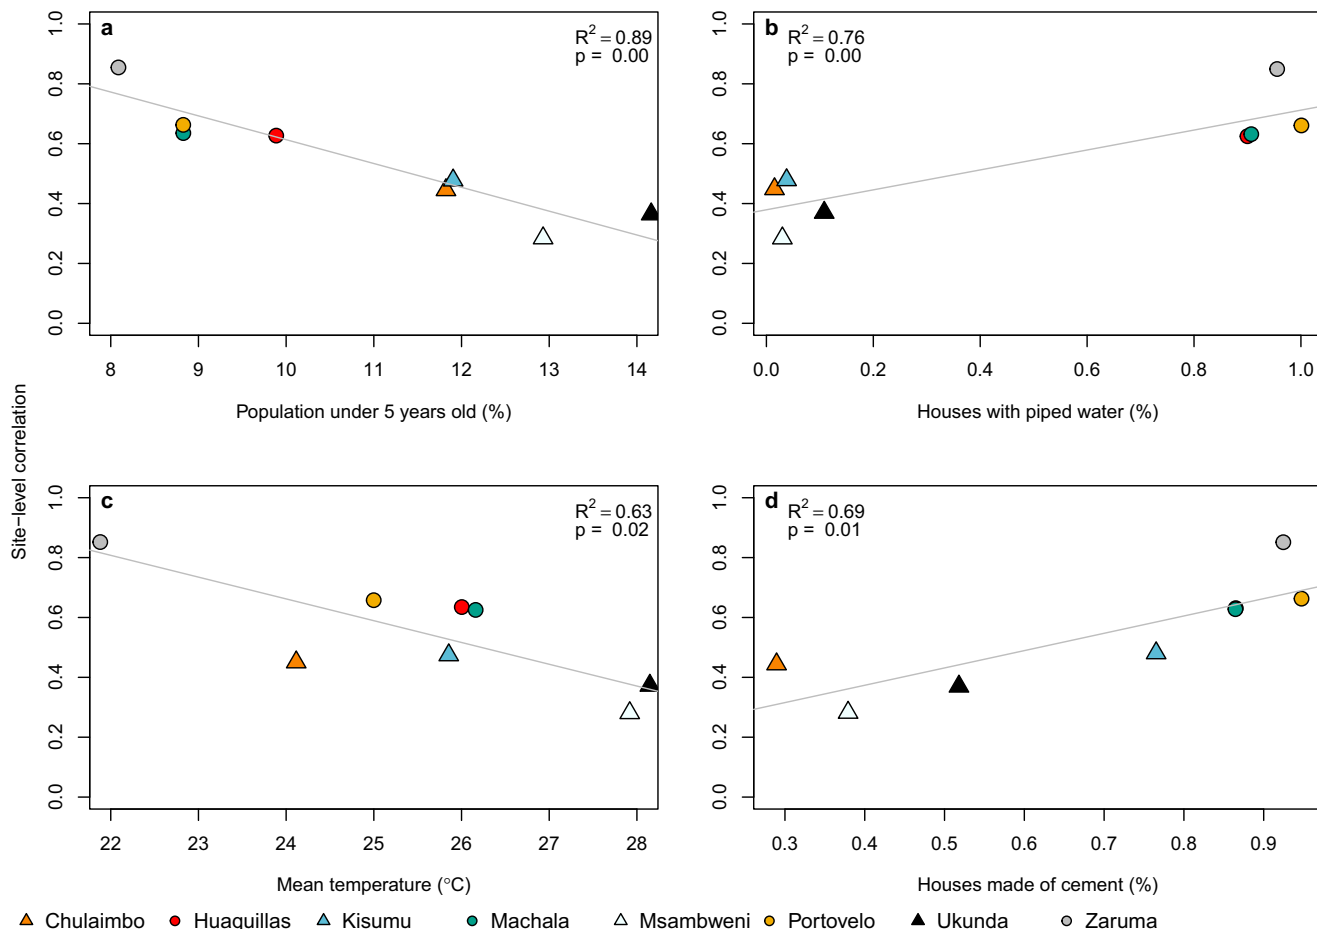 a
R² = 0.89
p = 0.00
0.0 0.2 0.4 0.6 0.8 1.0
8 9 10 11 12 13 14
Population under 5 years old (%)
b
R² = 0.76
p = 0.00
0.0 0.2 0.4 0.6 0.8 1.0
0.0 0.2 0.4 0.6 0.8 1.0
Houses with piped water (%)
Site−level correlation
c
R² = 0.63
p = 0.02
0.0 0.2 0.4 0.6 0.8 1.0
22 23 24 25 26 27 28
Mean temperature (°C)
d
R² = 0.69
p = 0.01
0.0 0.2 0.4 0.6 0.8 1.0
0.3 0.4 0.5 0.6 0.7 0.8 0.9
Houses made of cement (%)
Chulaimbo Huaquillas Kisumu Machala Msambweni Portovelo Ukunda Zaruma